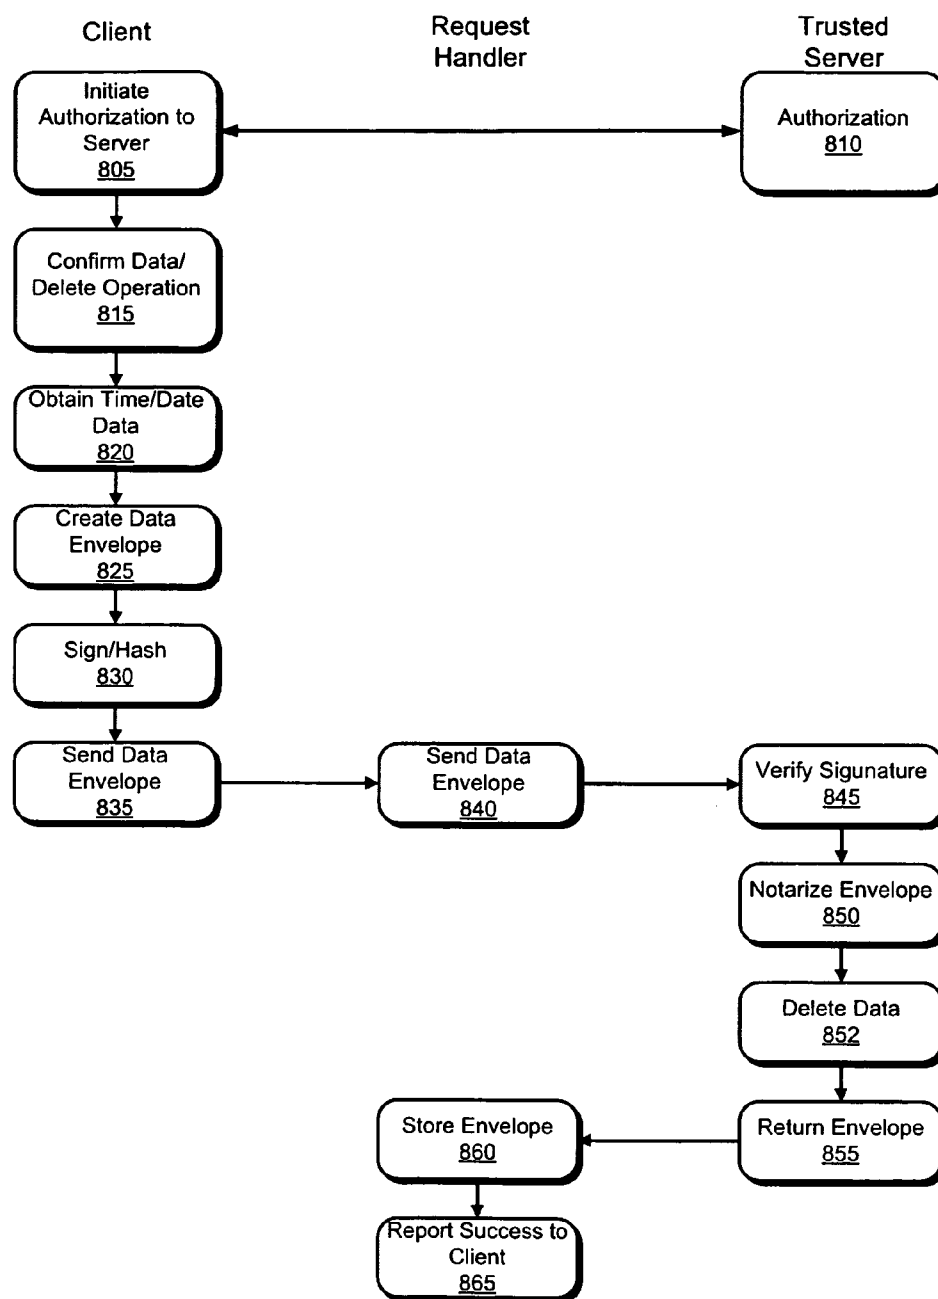 Client
Request
Handler
Trusted
Server
Initiate
Authorization to
Server
805
Authorization
810
Confirm Data/
Delete Operation
815
Obtain Time/Date
Data
820
Create Data
Envelope
825
Sign/Hash
830
Send Data
Envelope
835
Send Data
Envelope
840
Verify Sigunature
845
Notarize Envelope
850
Delete Data
852
Return Envelope
855
Store Envelope
860
Report Success to
Client
865